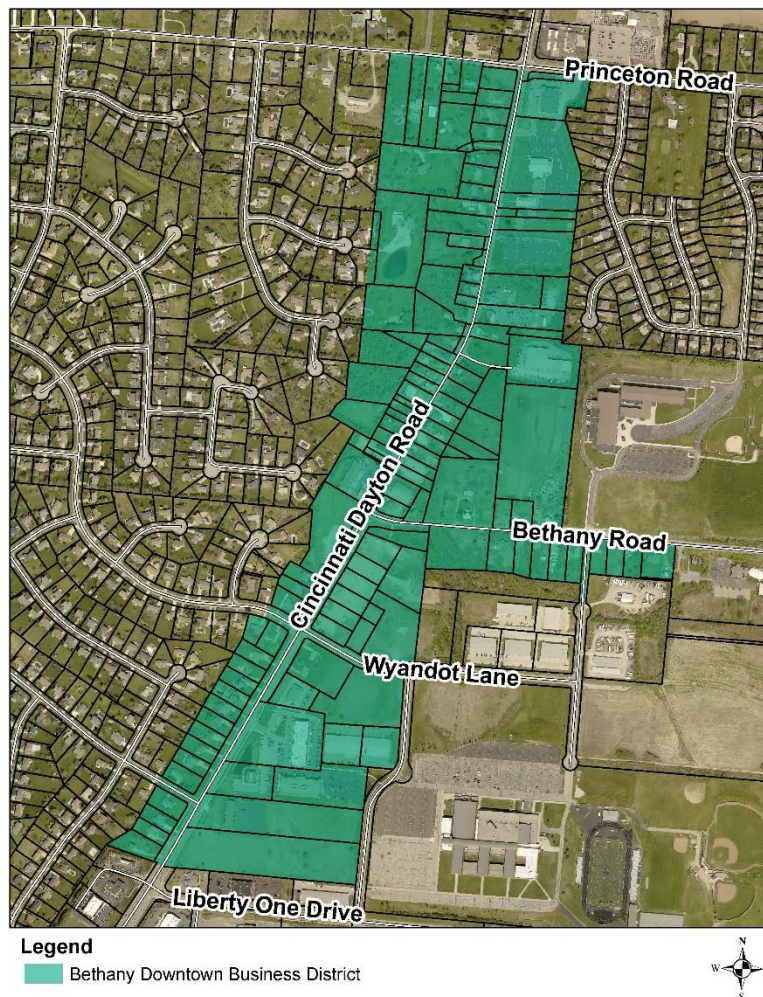 Princeton Road
Cincinnati Dayton Road
Bethany Road
Wyandot Lane
Liberty One Drive
Legend
Bethany Downtown Business District
N
W
E